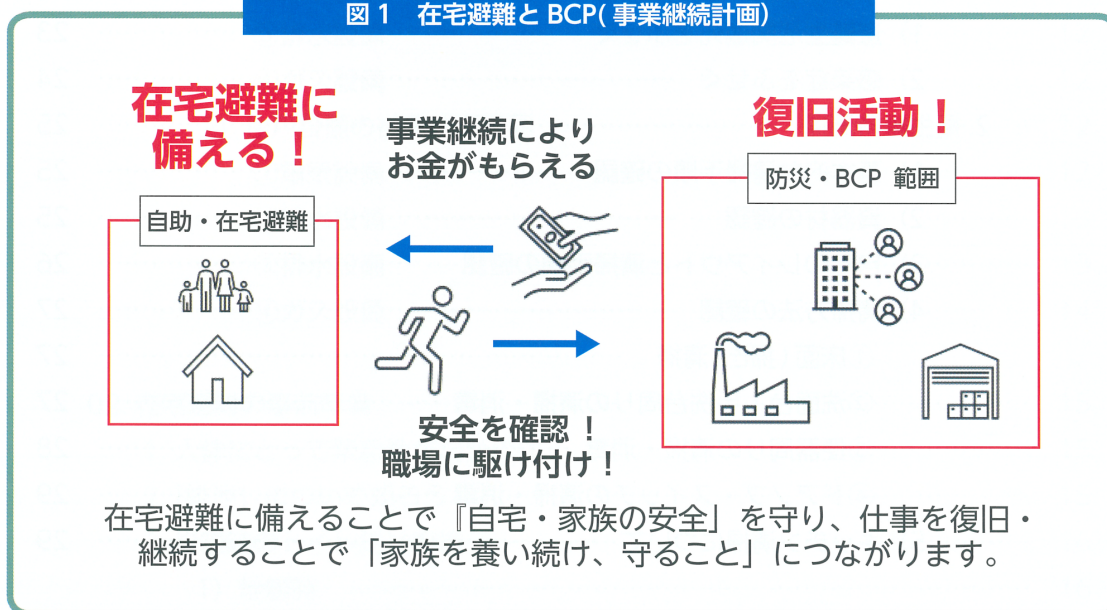 図1 在宅避難とBCP(事業継続計画)
在宅避難に
備える！
事業継続により
お金がもらえる
復旧活動！
自助・在宅避難
防災・BCP 範囲
安全を確認！
職場に駆け付け！
在宅避難に備えることで『自宅・家族の安全」を守り、仕事を復旧・
継続することで「家族を養い続け、守ること」につながります。